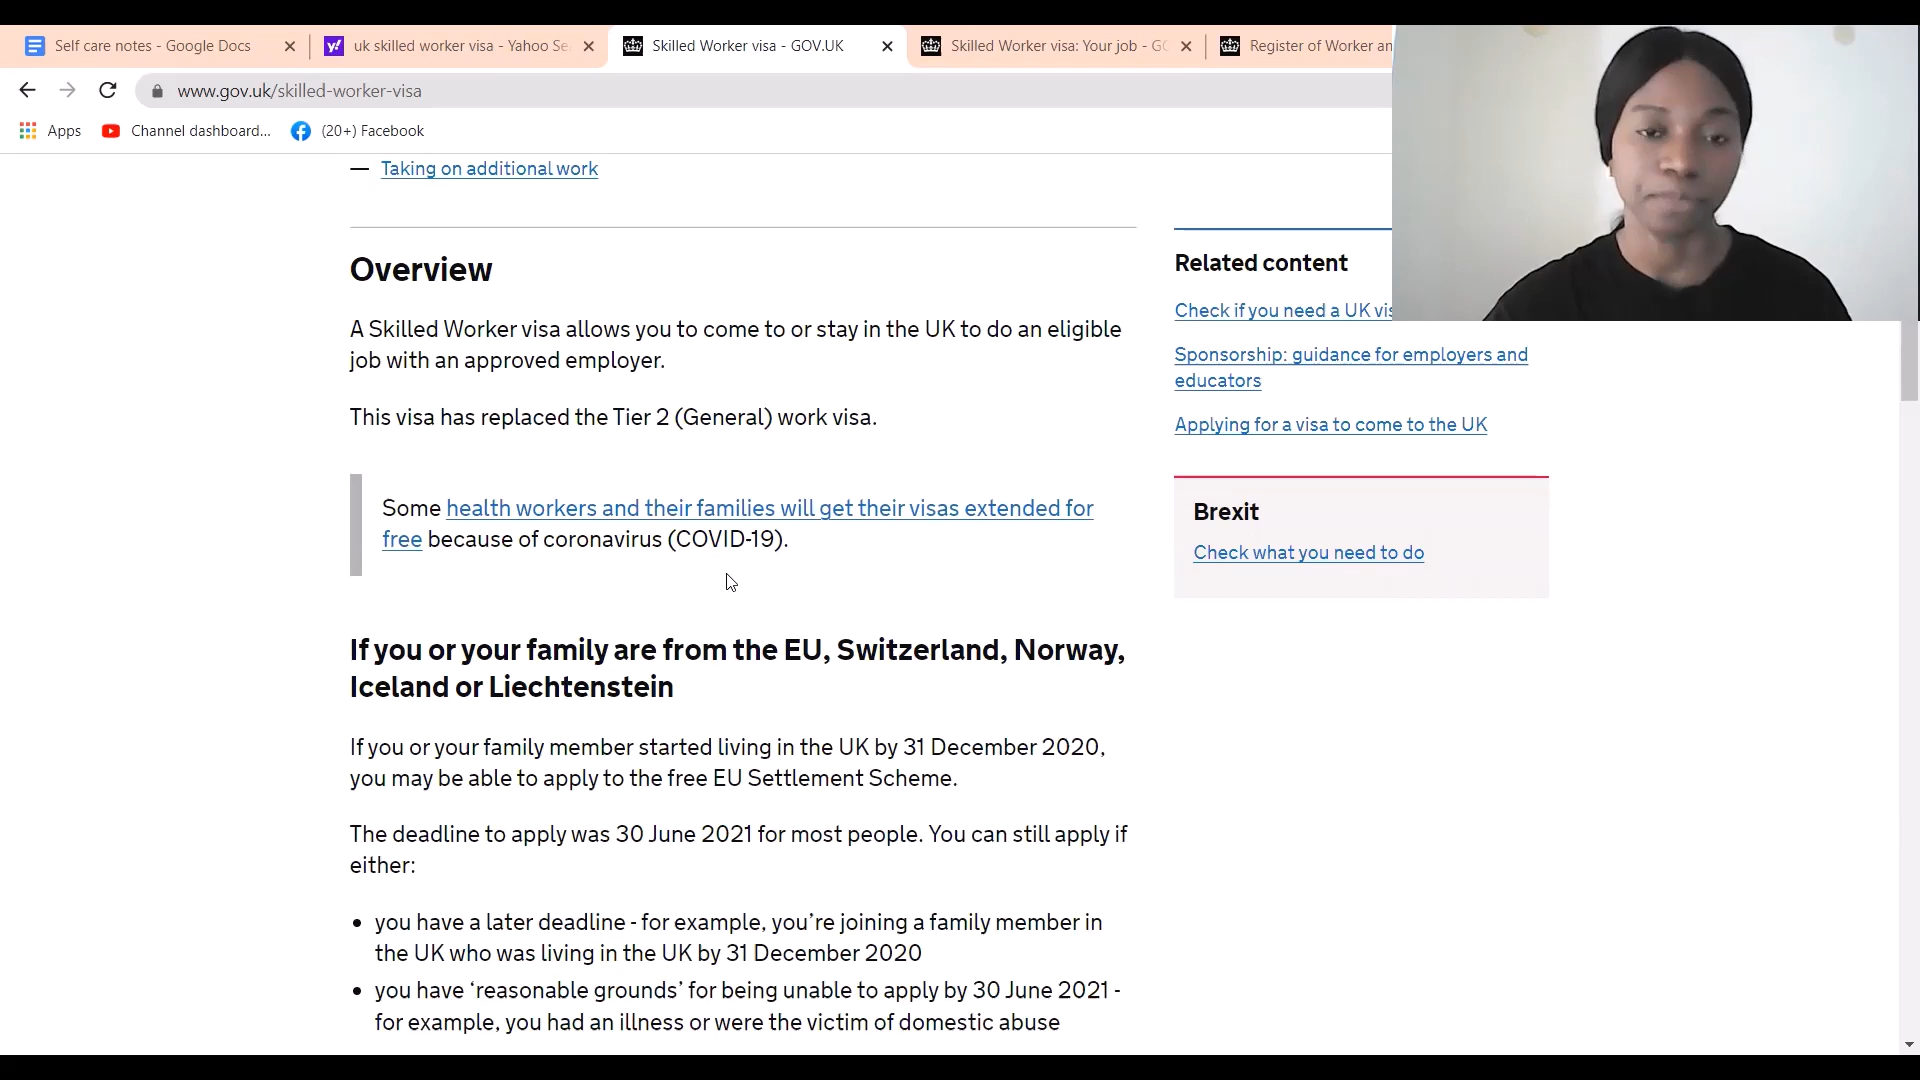 Self care notes - Google Docs
uk skilled worker visa - Yahoo Se
Skilled Worker visa - GOV.UK
Skilled Worker visa: Your job - GO
Register of Worker an
www.gov.uk/skilled-worker-visa
Apps
Channel dashboard...
(20+) Facebook
— Taking on additional work
Overview
A Skilled Worker visa allows you to come to or stay in the UK to do an eligible
job with an approved employer.
This visa has replaced the Tier 2 (General) work visa.
Some health workers and their families will get their visas extended for
free because of coronavirus (COVID-19).
If you or your family are from the EU, Switzerland, Norway,
Iceland or Liechtenstein
If you or your family member started living in the UK by 31 December 2020,
you may be able to apply to the free EU Settlement Scheme.
The deadline to apply was 30 June 2021 for most people. You can still apply if
either:
• you have a later deadline - for example, you’re joining a family member in
the UK who was living in the UK by 31 December 2020
• you have ‘reasonable grounds’ for being unable to apply by 30 June 2021 -
for example, you had an illness or were the victim of domestic abuse
Related content
Check if you need a UK vis
Sponsorship: guidance for employers and
educators
Applying for a visa to come to the UK
Brexit
Check what you need to do